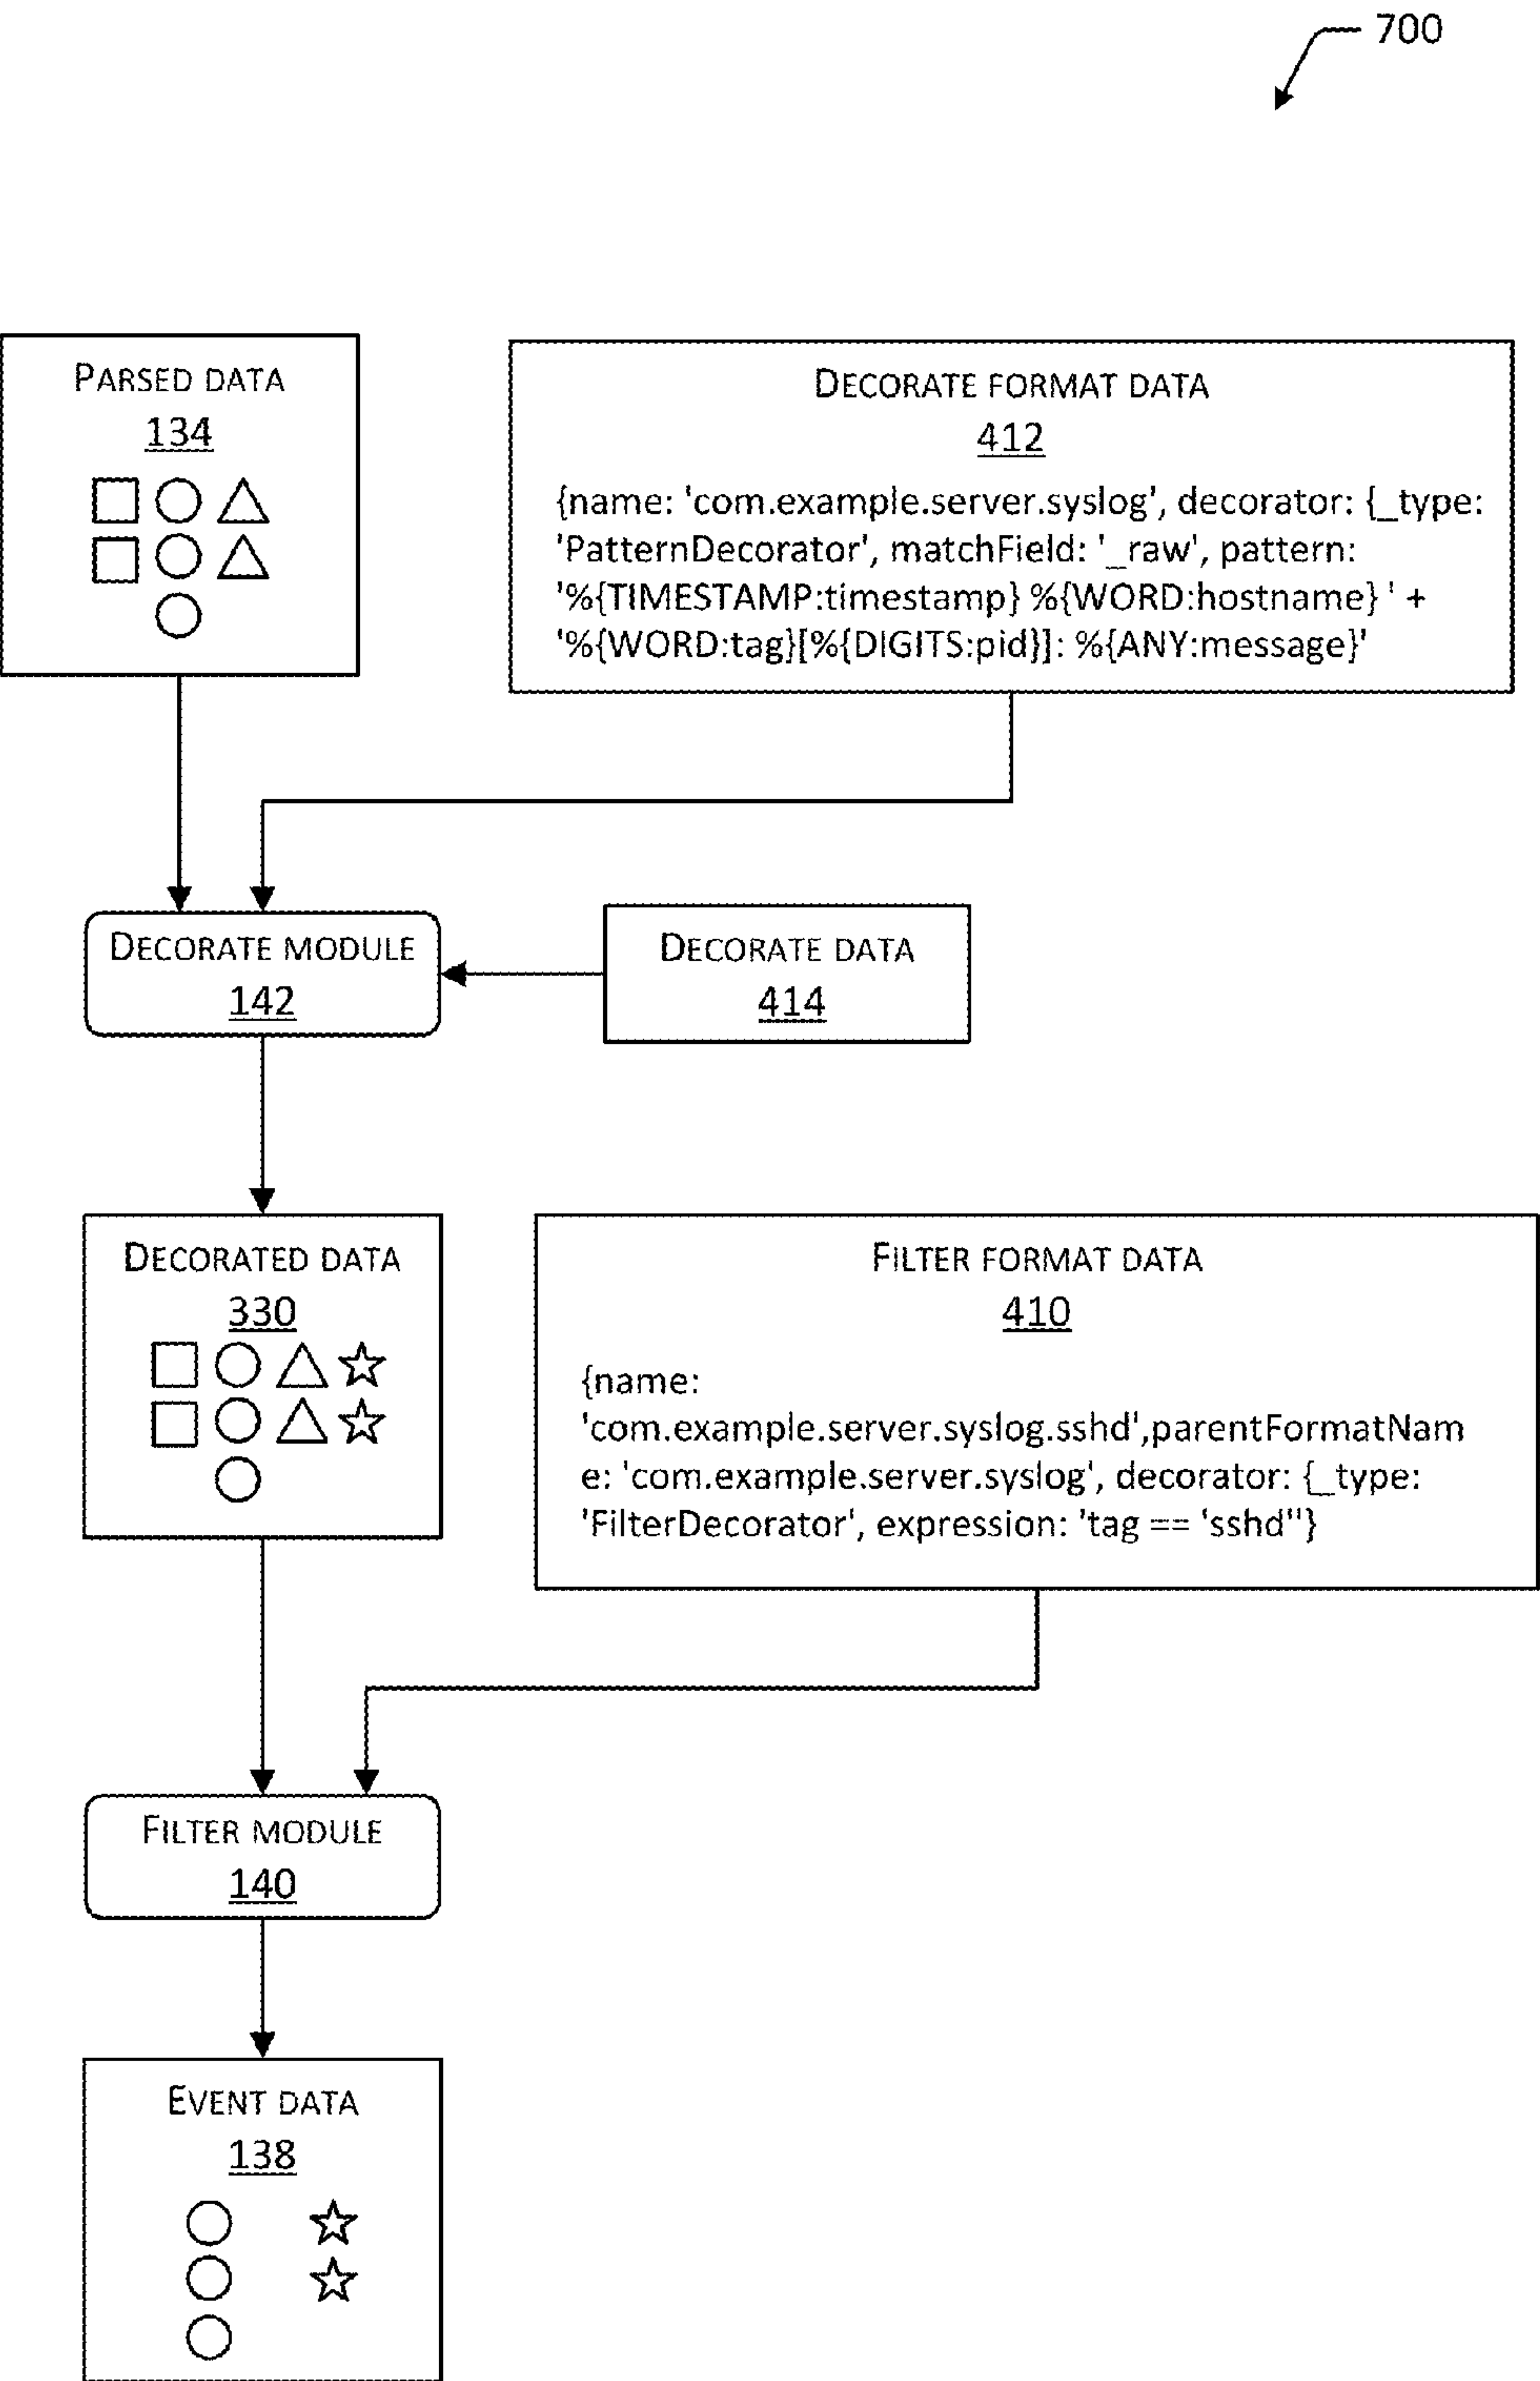 700
PARSED DATA
134
DECORATE FORMAT DATA
412
{name: 'com.example.server.syslog', decorator: {_type:
'PatternDecorator', matchField: '_raw', pattern:
'%{TIMESTAMP:timestamp} %{WORD:hostname} ' +
'%{WORD:tag}[%{DIGITS:pid}]: %{ANY:message}'
DECORATE MODULE
142
DECORATE DATA
414
DECORATED DATA
330
FILTER FORMAT DATA
410
{name:
'com.example.server.syslog.sshd',parentFormatNam
e: 'com.example.server.syslog', decorator: {_type:
'FilterDecorator', expression: 'tag == 'sshd''}
FILTER MODULE
140
EVENT DATA
138